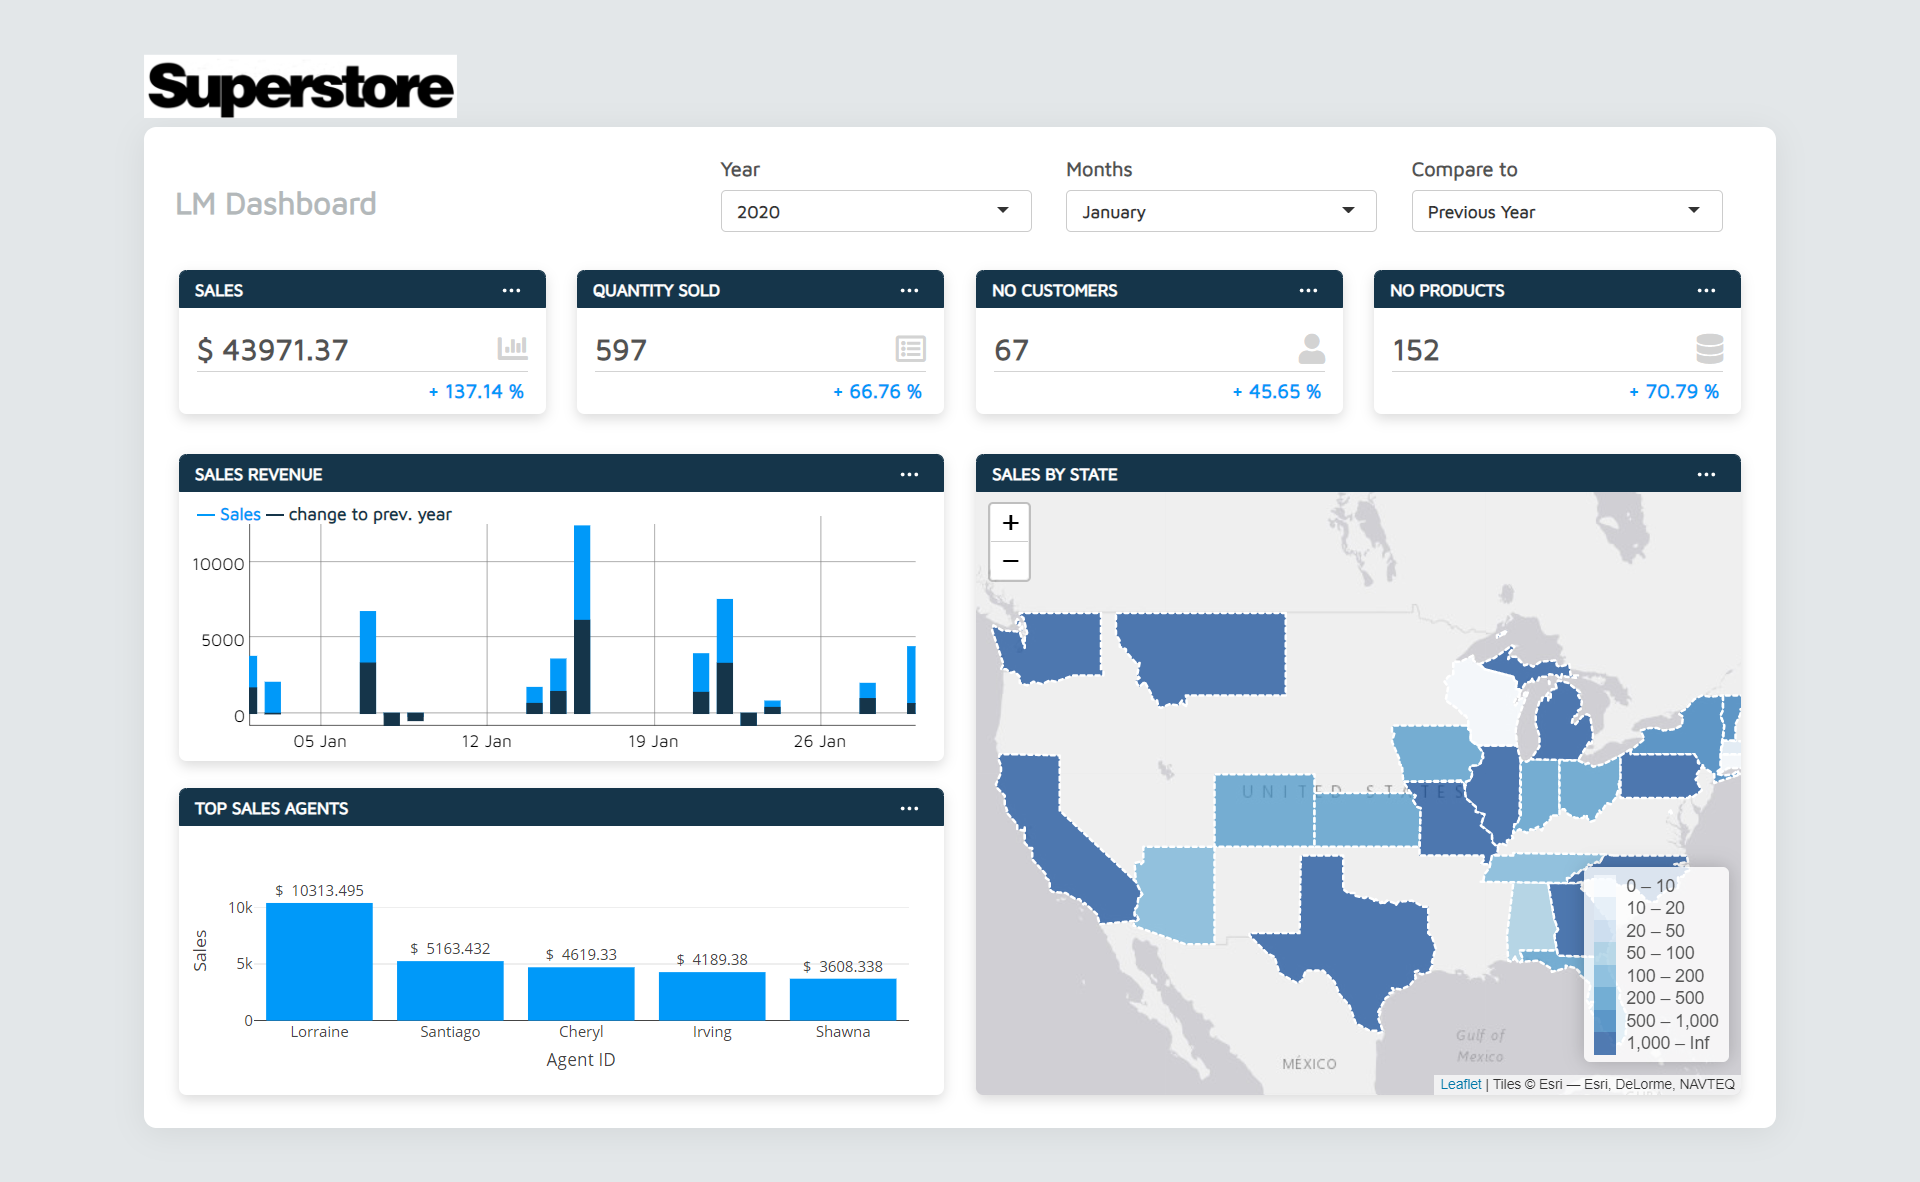 Superstore
LM Dashboard
Year
2020
Months
January
Compare to
Previous Year
SALES
$ 43971.37
+ 137.14 %
QUANTITY SOLD
597
+ 66.76 %
NO CUSTOMERS
67
+ 45.65 %
NO PRODUCTS
152
+ 70.79 %
SALES REVENUE
Sales change to prev. year
10000
5000
0
05 Jan 12 Jan 19 Jan 26 Jan
TOP SALES AGENTS
$ 10313.495
$ 5163.432
$ 4619.33
$ 4189.38
$ 3608.338
10k
5k
0
Sales
Lorraine Santiago Cheryl Irving Shawna
Agent ID
SALES BY STATE
+
−
UNITED STATES
MÉXICO
Gulf of
Mexico
0 – 10
10 – 20
20 – 50
50 – 100
100 – 200
200 – 500
500 – 1,000
1,000 – Inf
Leaflet | Tiles © Esri — Esri, DeLorme, NAVTEQ